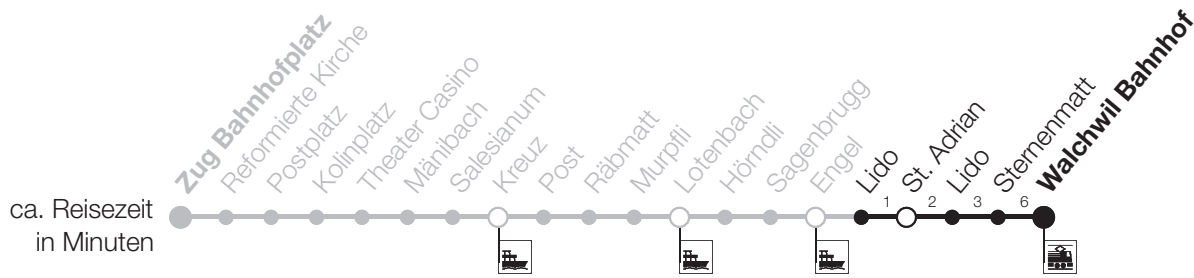 Zug Bahnhofplatz
Reformierte Kirche
Postplatz
Kolinplatz
Theater Casino
Mänibach
Salesianum
Kreuz
Post
Räbmatt
Murpfli
Lotenbach
Hörndli
Sagenbrugg
Engel
Lido
St. Adrian
Lido
Sternenmatt
Walchwil Bahnhof
ca. Reisezeit
in Minuten
1 2 3 6